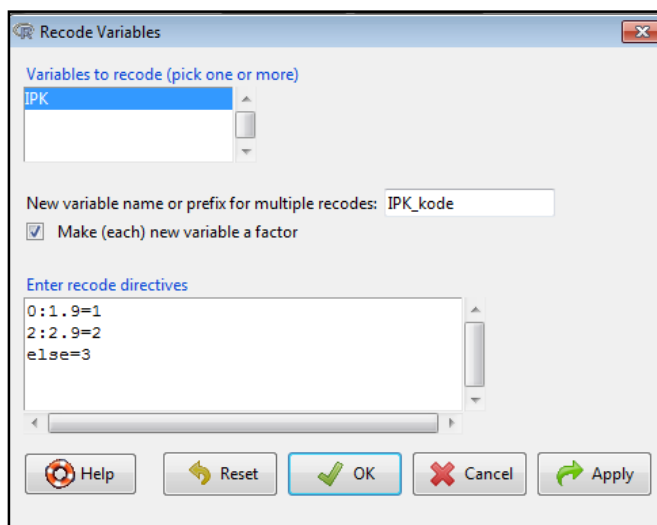 Recode Variables
Variables to recode (pick one or more)
IPK
New variable name or prefix for multiple recodes: IPK_kode
Make (each) new variable a factor
Enter recode directives
0:1.9=1
2:2.9=2
else=3
Help Reset OK Cancel Apply